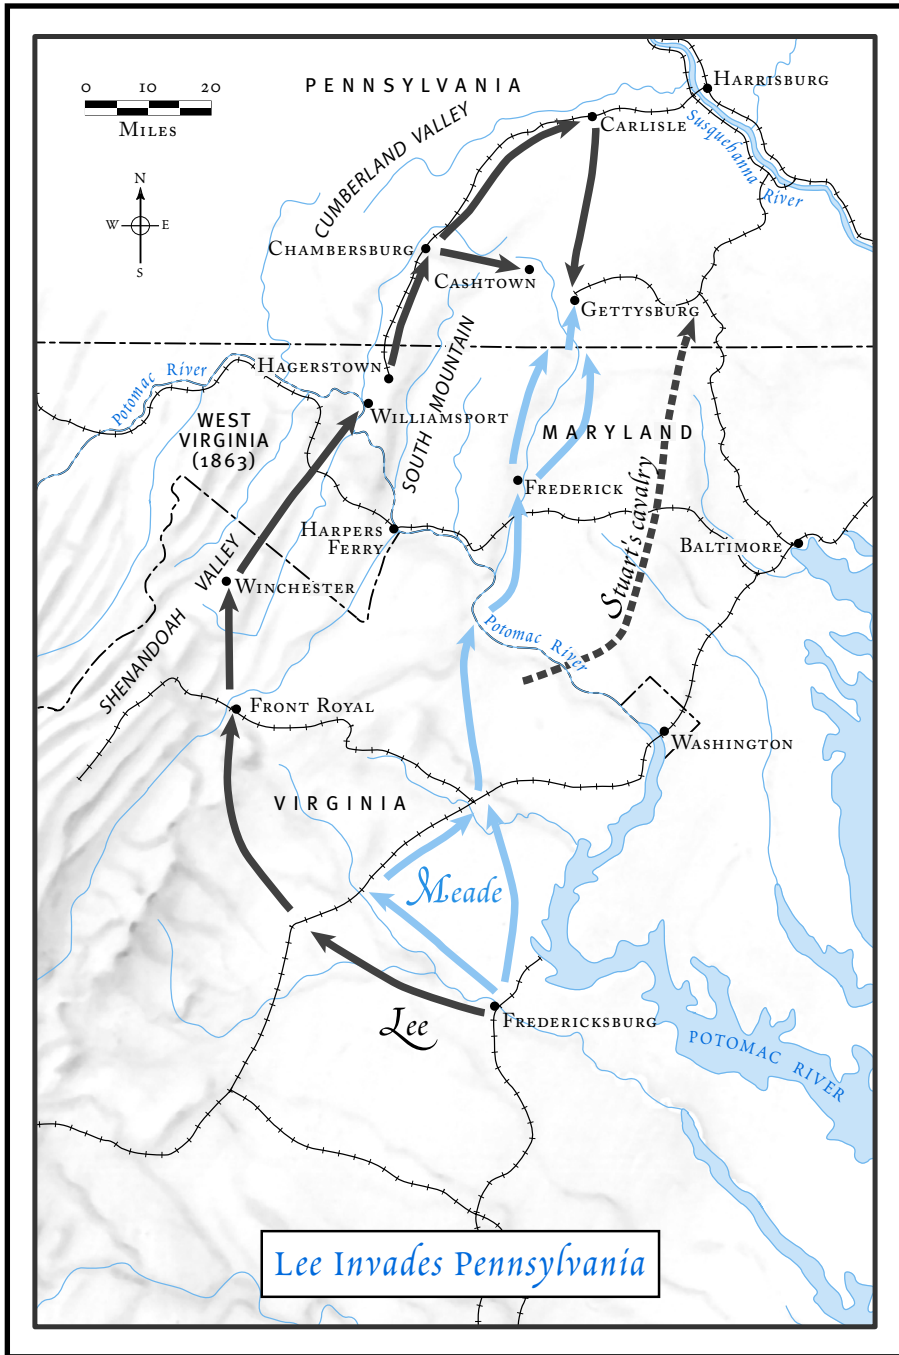 PENNSYLVANIA
HARRISBURG
0 10 20
MILES
CUMBERLAND VALLEY
CARLISLE
Susquehanna River
N
W E
S
CHAMBERSBURG
CASHTOWN
GETTYSBURG
Potomac River
HAGERSTOWN
SOUTH MOUNTAIN
WILLIAMSPORT
WEST
VIRGINIA
(1863)
MARYLAND
FREDERICK
Stuart's cavalry
HARPERS
FERRY
BALTIMORE
SHENANDOAH VALLEY
WINCHESTER
Potomac River
FRONT ROYAL
WASHINGTON
VIRGINIA
Meade
Lee
FREDERICKSBURG
POTOMAC RIVER
Lee Invades Pennsylvania